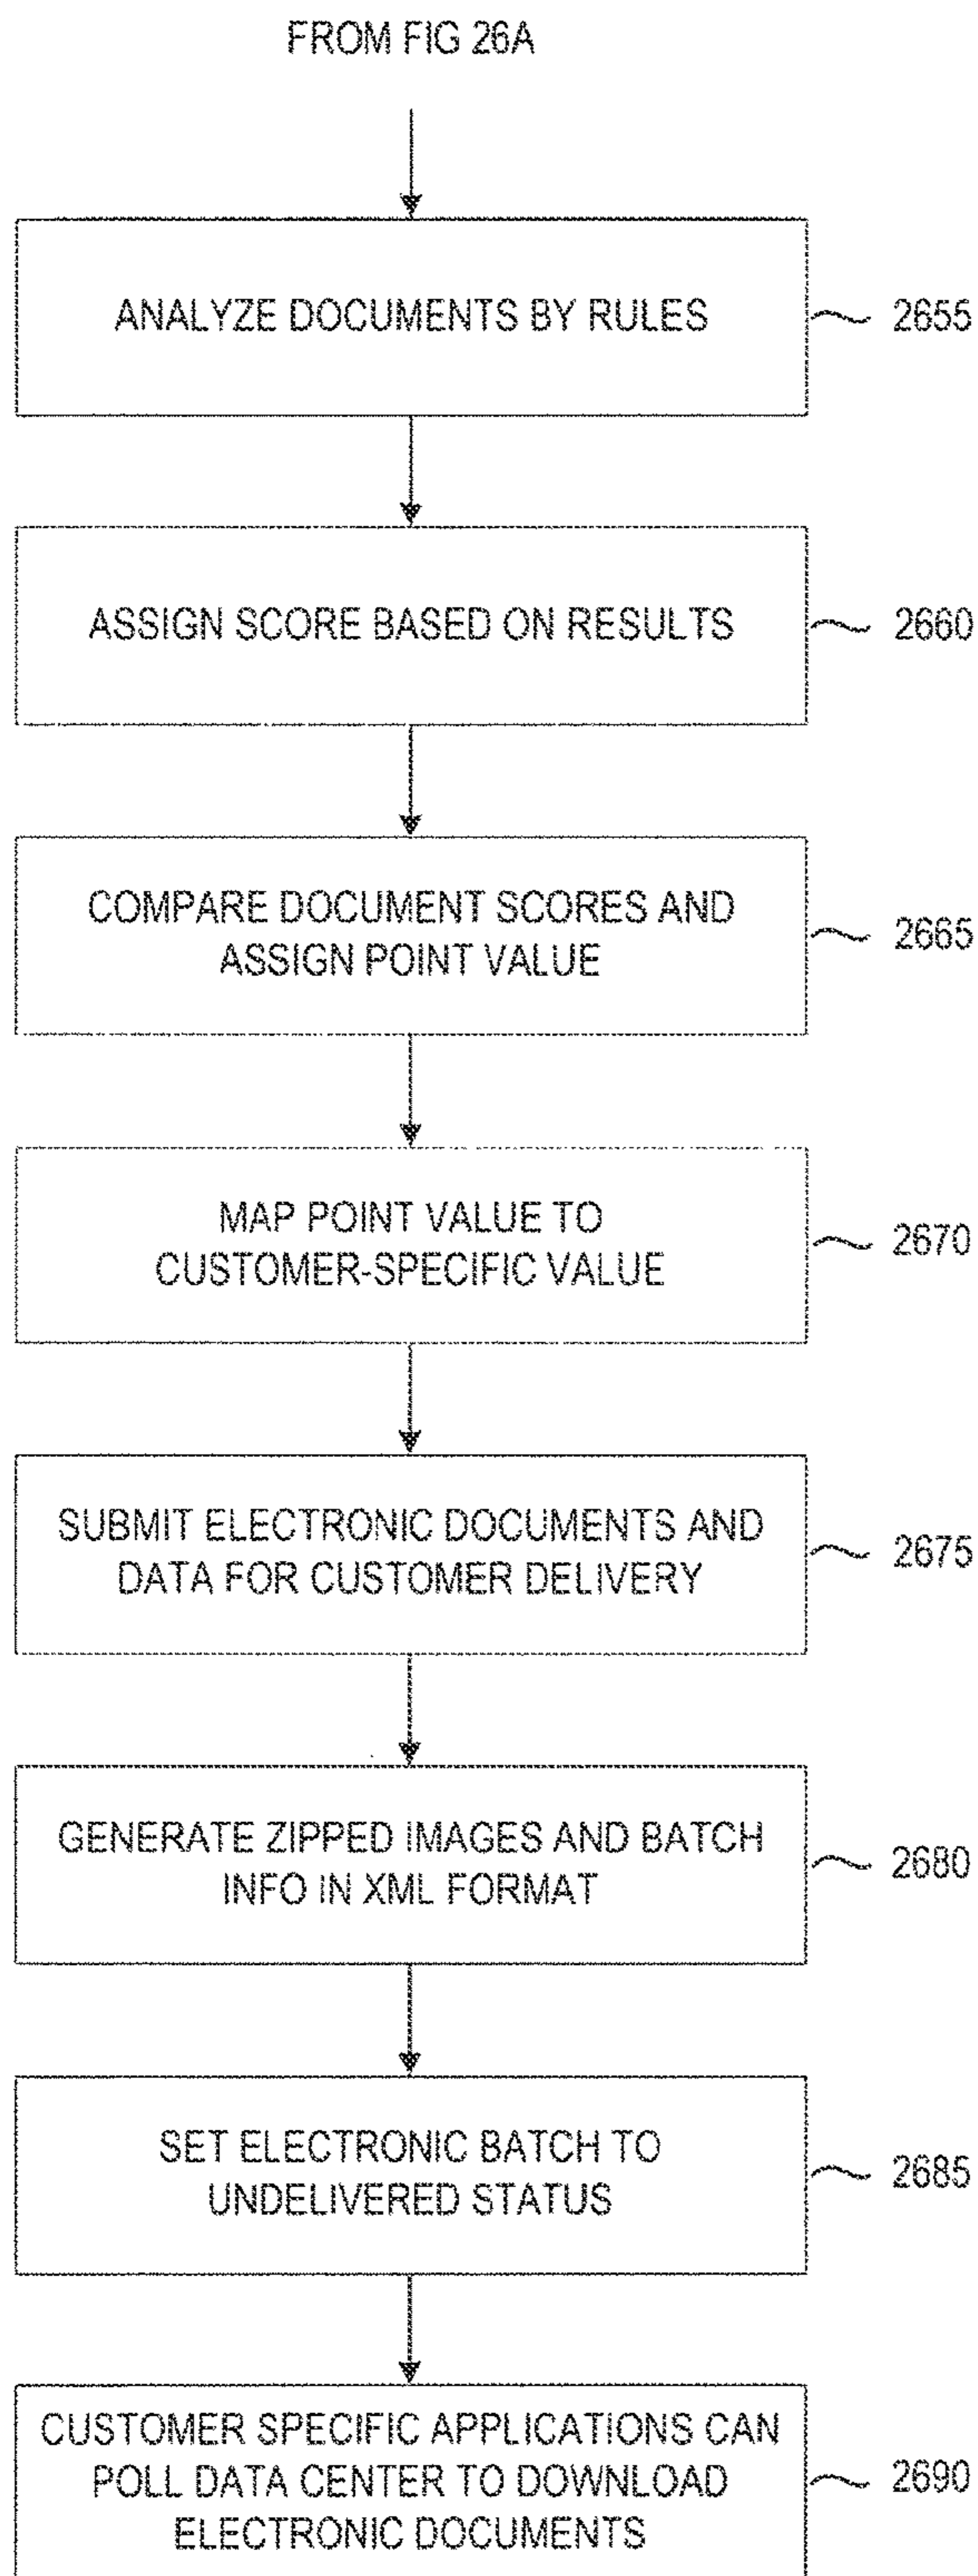 FROM FIG 26A
ANALYZE DOCUMENTS BY RULES
2655
ASSIGN SCORE BASED ON RESULTS
2660
COMPARE DOCUMENT SCORES AND
ASSIGN POINT VALUE
2665
MAP POINT VALUE TO
CUSTOMER-SPECIFIC VALUE
2670
SUBMIT ELECTRONIC DOCUMENTS AND
DATA FOR CUSTOMER DELIVERY
2675
GENERATE ZIPPED IMAGES AND BATCH
INFO IN XML FORMAT
2680
SET ELECTRONIC BATCH TO
UNDELIVERED STATUS
2685
CUSTOMER SPECIFIC APPLICATIONS CAN
POLL DATA CENTER TO DOWNLOAD
ELECTRONIC DOCUMENTS
2690